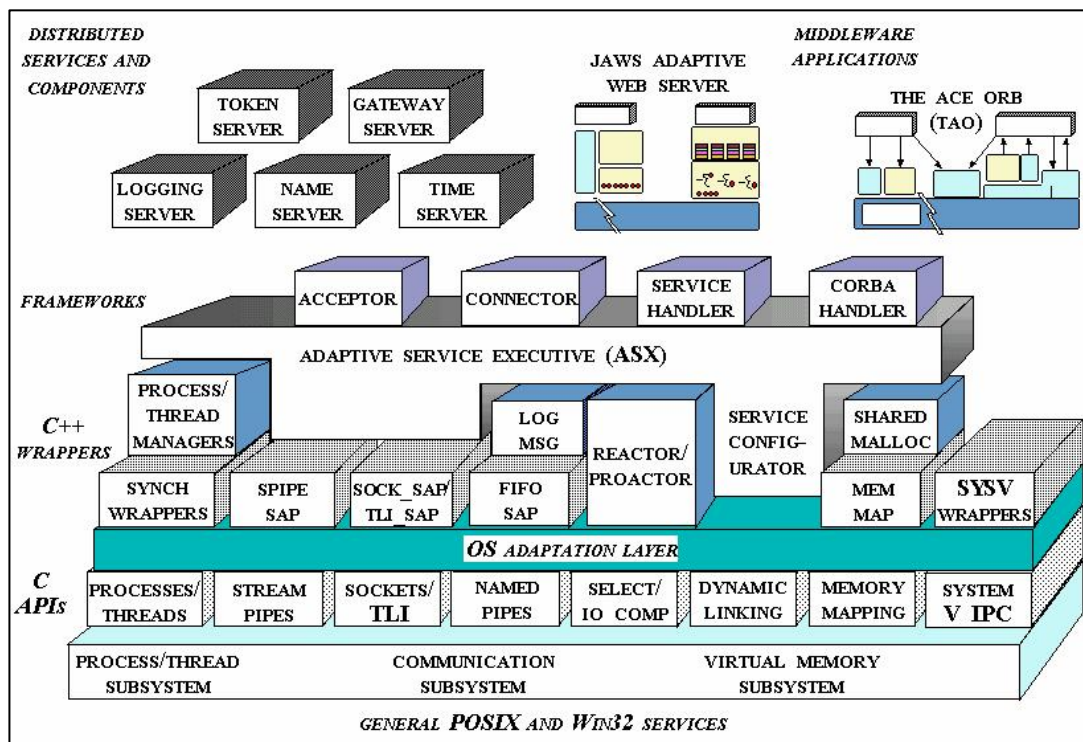 DISTRIBUTED
SERVICES AND
COMPONENTS
MIDDLEWARE
APPLICATIONS
JAWS ADAPTIVE
WEB SERVER
THE ACE ORB
(TAO)
TOKEN
SERVER
GATEWAY
SERVER
LOGGING
SERVER
NAME
SERVER
TIME
SERVER
FRAMEWORKS
ACCEPTOR
CONNECTOR
SERVICE
HANDLER
CORBA
HANDLER
ADAPTIVE SERVICE EXECUTIVE (ASX)
C++
WRAPPERS
PROCESS/
THREAD
MANAGERS
LOG
MSG
REACTOR/
PROACTOR
SERVICE
CONFIG-
URATOR
SHARED
MALLOC
SYNCH
WRAPPERS
SPIPE
SAP
SOCK_SAP/
TLI_SAP
FIFO
SAP
MEM
MAP
SYSV
WRAPPERS
OS ADAPTATION LAYER
C
APIs
PROCESSES/
THREADS
STREAM
PIPES
SOCKETS/
TLI
NAMED
PIPES
SELECT/
IO COMP
DYNAMIC
LINKING
MEMORY
MAPPING
SYSTEM
V IPC
PROCESS/THREAD
SUBSYSTEM
COMMUNICATION
SUBSYSTEM
VIRTUAL MEMORY
SUBSYSTEM
GENERAL POSIX AND WIN32 SERVICES